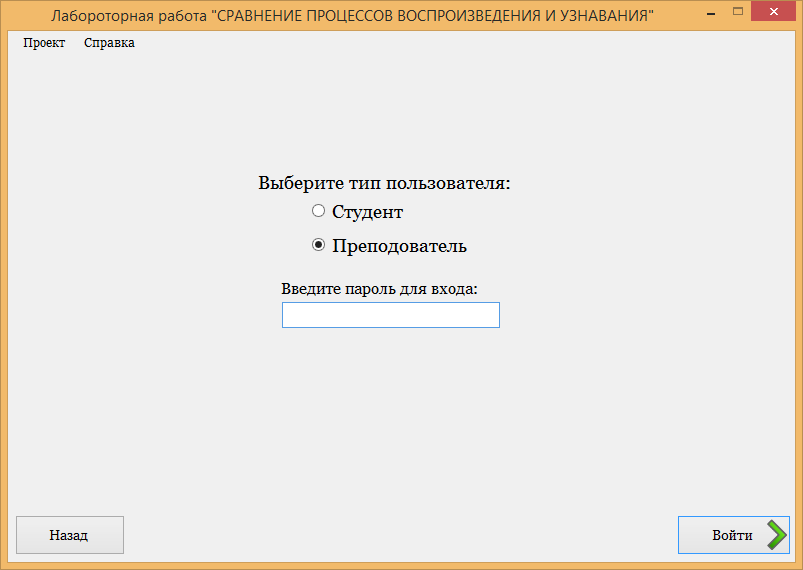 Лабороторная работа "СРАВНЕНИЕ ПРОЦЕССОВ ВОСПРОИЗВЕДЕНИЯ И УЗНАВАНИЯ"
Проект Справка
Выберите тип пользователя:
Студент
Преподователь
Введите пароль для входа:
Назад
Войти